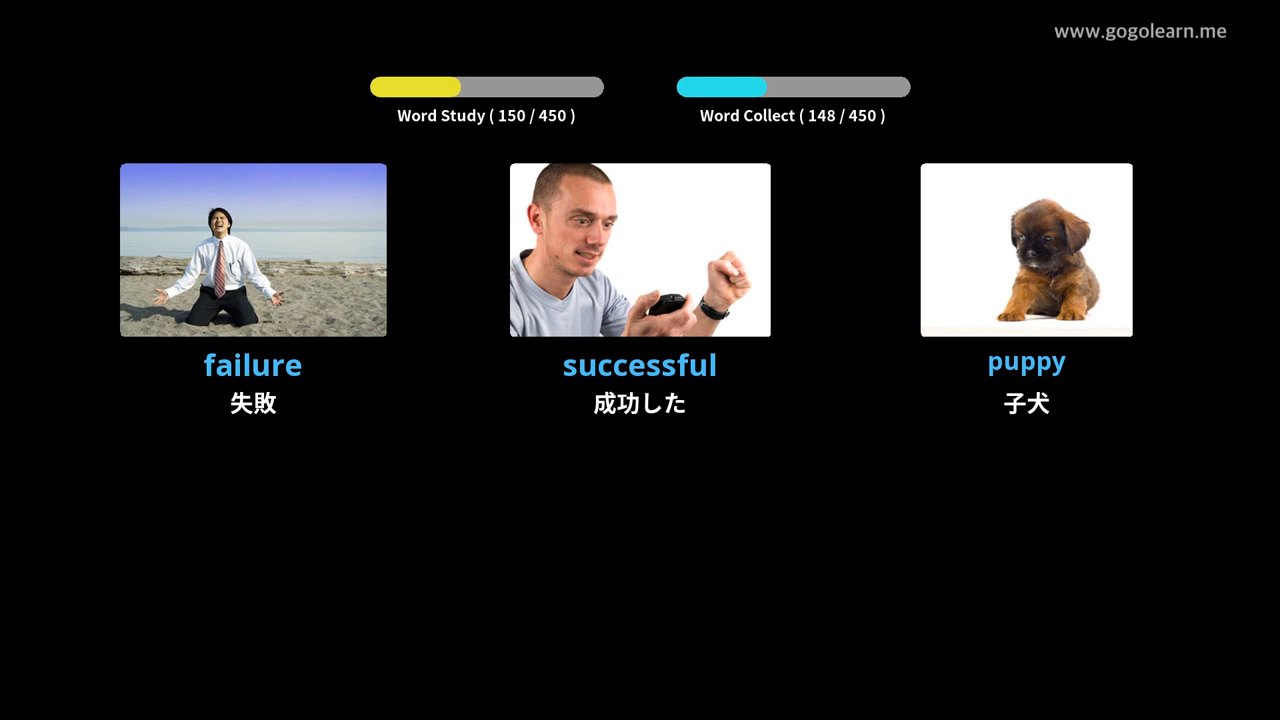 www.gogolearn.me
Word Study ( 150 / 450 )
Word Collect ( 148 / 450 )
failure
失敗
successful
成功した
puppy
子犬